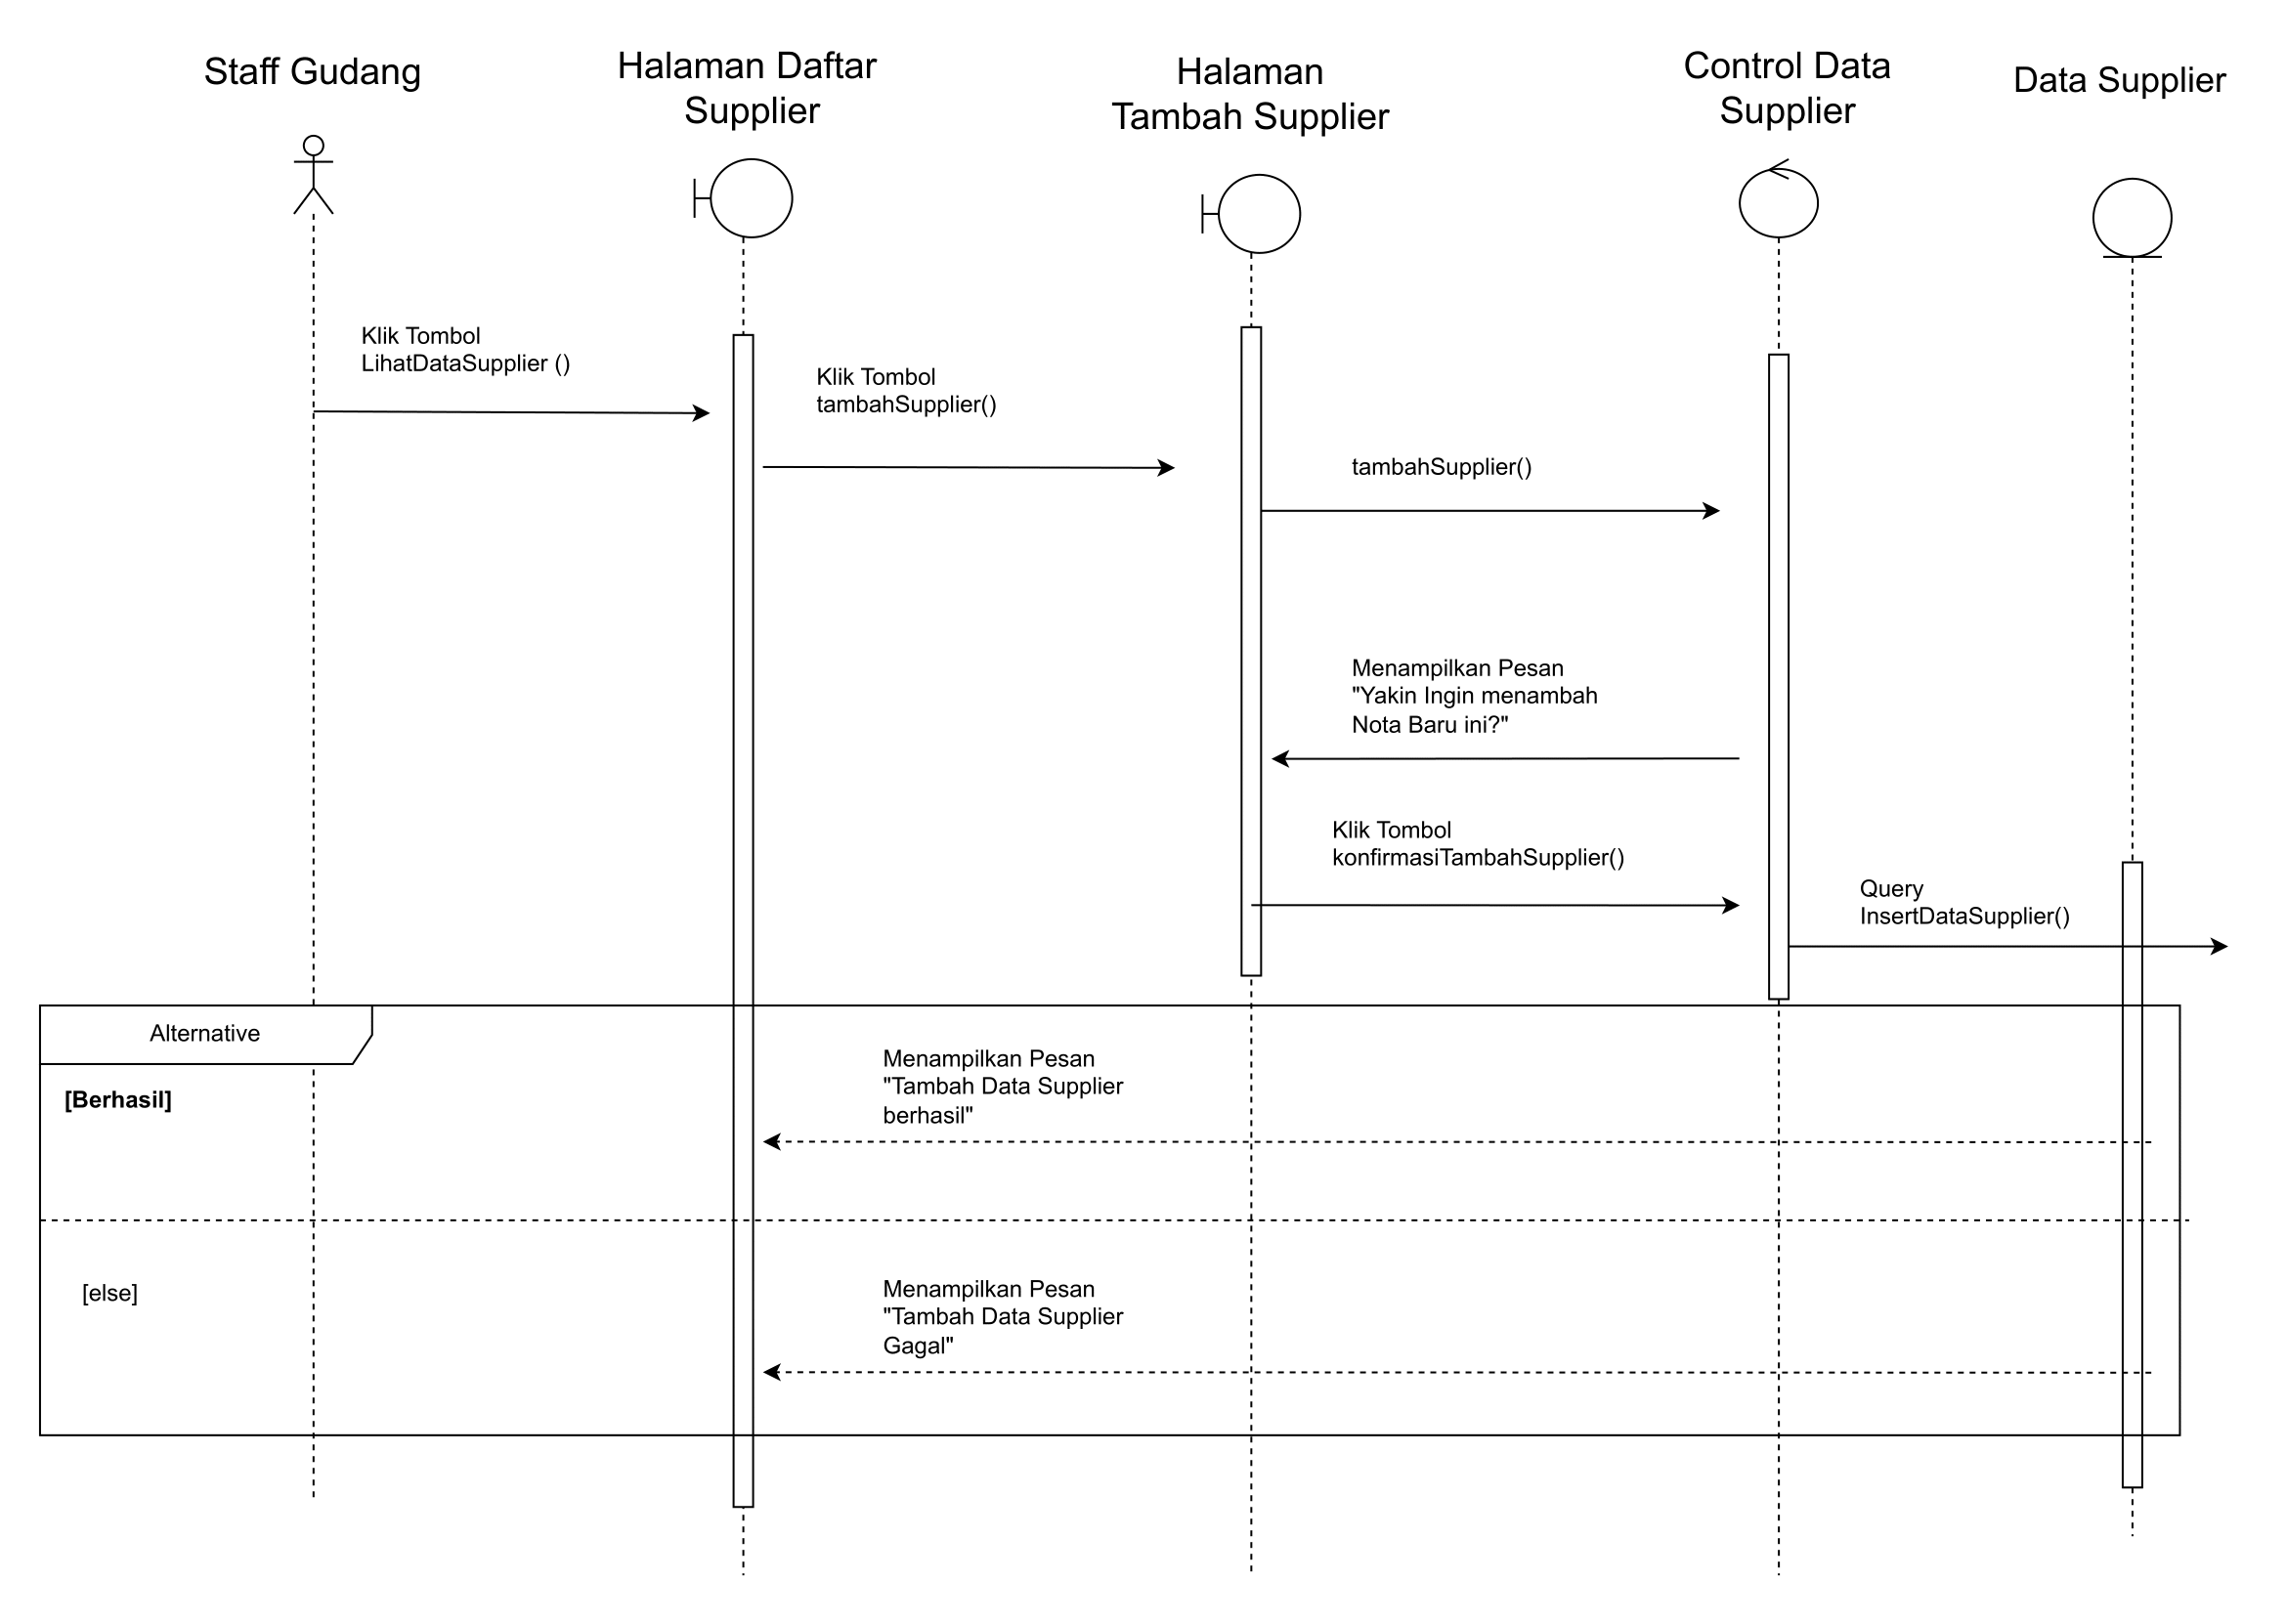 Staff Gudang
Halaman Daftar
Supplier
Halaman
Tambah Supplier
Control Data
Supplier
Data Supplier
Klik Tombol
LihatDataSupplier ()
Klik Tombol
tambahSupplier()
tambahSupplier()
Menampilkan Pesan
"Yakin Ingin menambah
Nota Baru ini?"
Klik Tombol
konfirmasiTambahSupplier()
Query
InsertDataSupplier()
Alternative
[Berhasil]
Menampilkan Pesan
"Tambah Data Supplier
berhasil"
[else]
Menampilkan Pesan
"Tambah Data Supplier
Gagal"